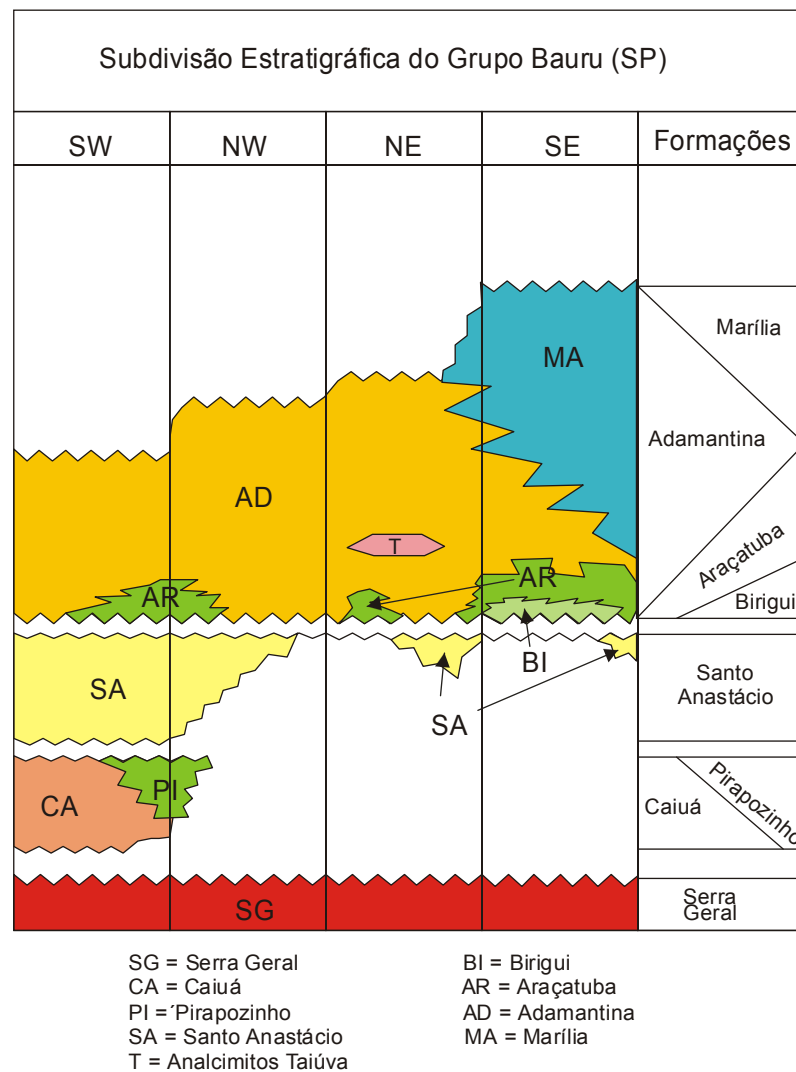 Subdivisão Estratigráfica do Grupo Bauru (SP)
SW NW NE SE Formações
Marília
MA
Adamantina
AD
T
Araçatuba
AR AR
Birigui
BI
SA
Santo
Anastácio
SA
Pirapozinho
PI
CA
Caiuá
SG
Serra
Geral
SG = Serra Geral
CA = Caiuá
PI =´Pirapozinho
SA = Santo Anastácio
T = Analcimitos Taiúva
BI = Birigui
AR = Araçatuba
AD = Adamantina
MA = Marília